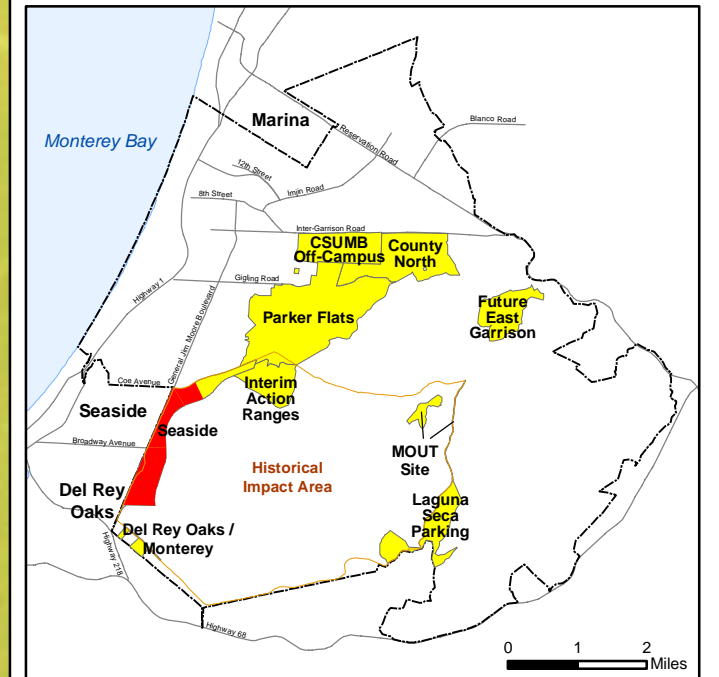 Marina
Blanco Road
Monterey Bay
Reservation Road
12th Street
Imjin Road
8th Street
Inter-Garrison Road
CSUMB
Off-Campus
County
North
Gigling Road
Highway 1
General Jim Moore Boulevard
Parker Flats
Future
East
Garrison
Coe Avenue
Interim
Action
Ranges
Seaside
Seaside
Broadway Avenue
MOUT
Site
Historical
Impact Area
Del Rey
Oaks
Laguna
Seca
Parking
Del Rey Oaks /
Monterey
Highway 218
Highway 68
0 1 2
Miles